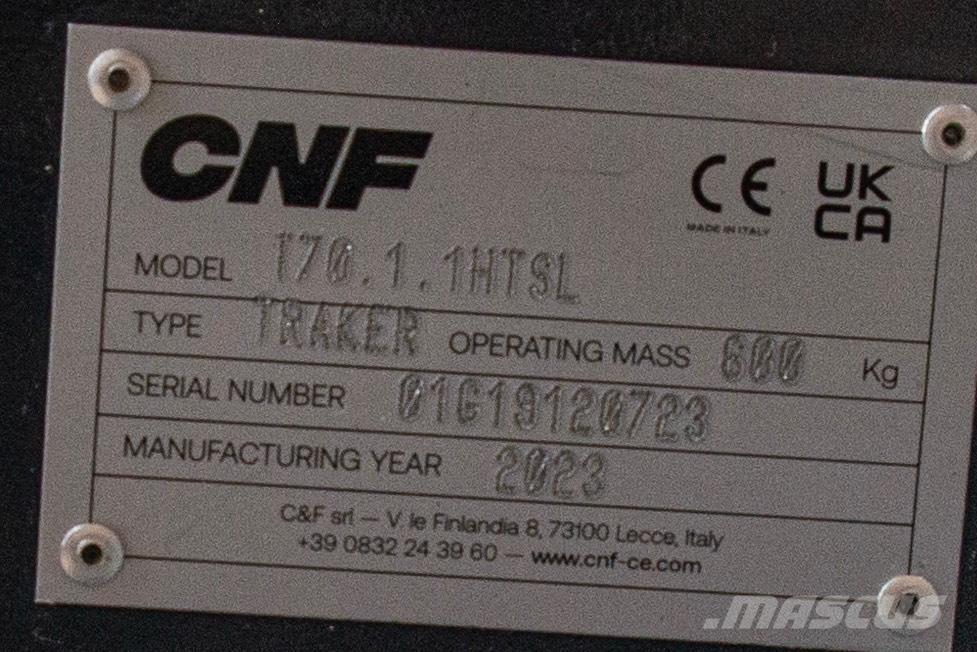 CNF
CE
MADE IN ITALY
UK
CA
MODEL T70.1.1HTSL
TYPE TRAKER OPERATING MASS 600 Kg
SERIAL NUMBER 01G19120723
MANUFACTURING YEAR 2023
C&F srl — V. le Finlandia 8, 73100 Lecce, Italy
+39 0832 24 39 60 — www.cnf-ce.com
.MASCUS